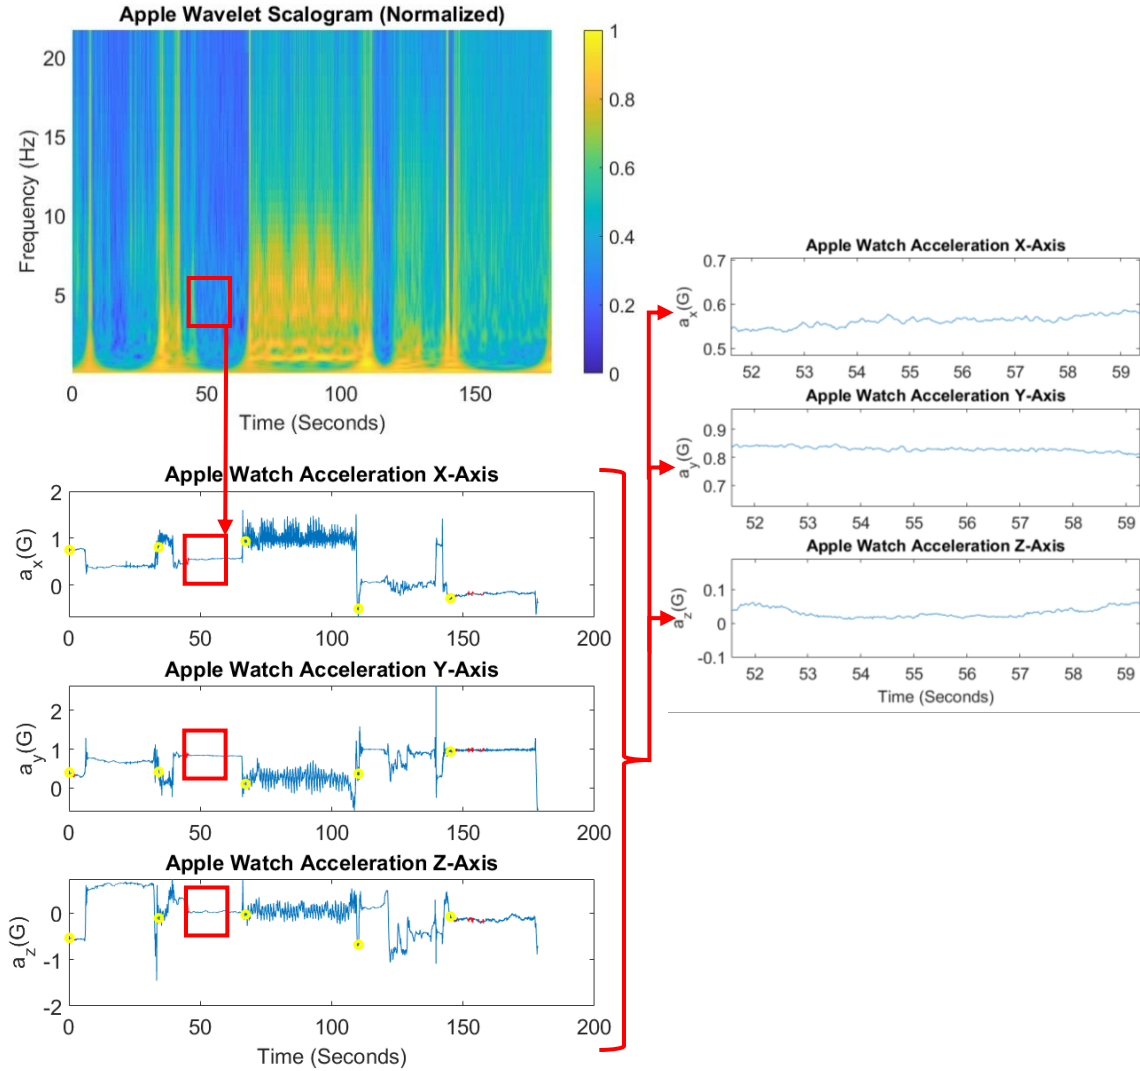 Apple Wavelet Scalogram (Normalized)
20
15
10
5
Frequency (Hz)
0 50 100 150
Time (Seconds)
1
0.8
0.6
0.4
0.2
0
Apple Watch Acceleration X-Axis
2
1
0
a_x(G)
0 50 100 150 200
Apple Watch Acceleration Y-Axis
2
1
0
a_y(G)
0 50 100 150 200
Apple Watch Acceleration Z-Axis
0
-1
-2
a_z(G)
0 50 100 150 200
Time (Seconds)
Apple Watch Acceleration X-Axis
0.7
0.6
0.5
a_x(G)
52 53 54 55 56 57 58 59
Apple Watch Acceleration Y-Axis
0.9
0.8
0.7
a_y(G)
52 53 54 55 56 57 58 59
Apple Watch Acceleration Z-Axis
0.1
0
-0.1
a_z(G)
52 53 54 55 56 57 58 59
Time (Seconds)